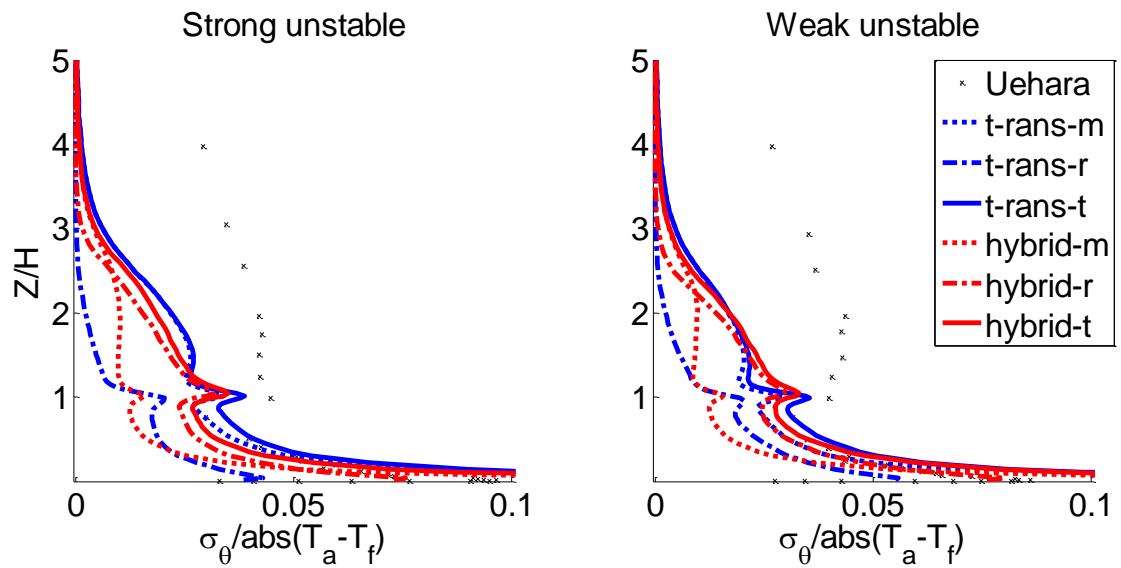 Strong unstable
5
4
3
2
1
0
0.05
0.1
Z/H
σθ/abs(Ta-Tf)
Weak unstable
5
4
3
2
1
0
0.05
0.1
σθ/abs(Ta-Tf)
Uehara
t-rans-m
t-rans-r
t-rans-t
hybrid-m
hybrid-r
hybrid-t